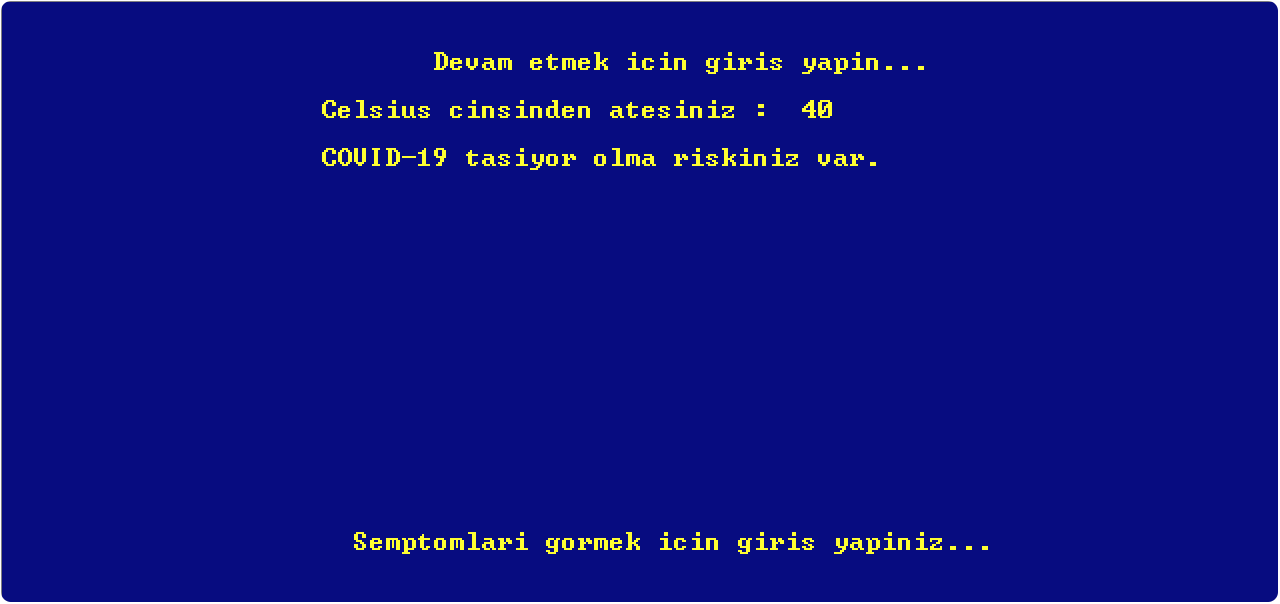 Devam etmek icin giris yapin...
Celsius cinsinden atesiniz :  40
COVID-19 tasiyor olma riskiniz var.
Semptomlari gormek icin giris yapiniz...